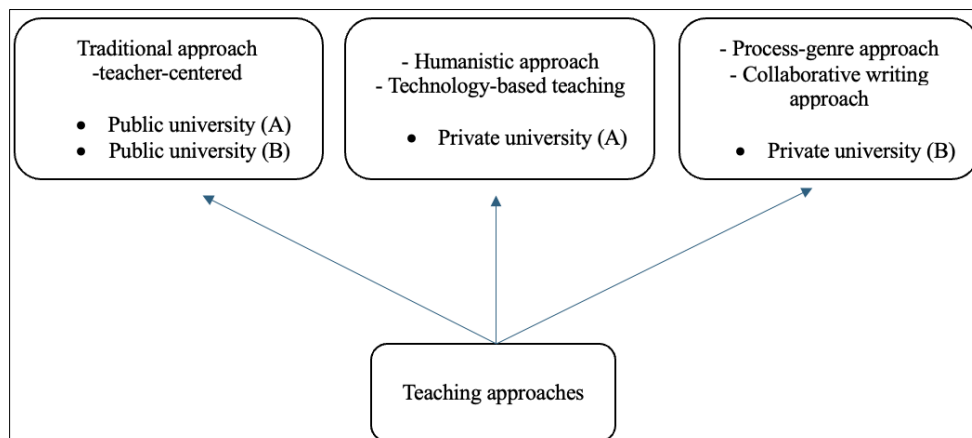 Traditional approach
-teacher-centered
• Public university (A)
• Public university (B)
- Humanistic approach
- Technology-based teaching
• Private university (A)
- Process-genre approach
- Collaborative writing
approach
• Private university (B)
Teaching approaches